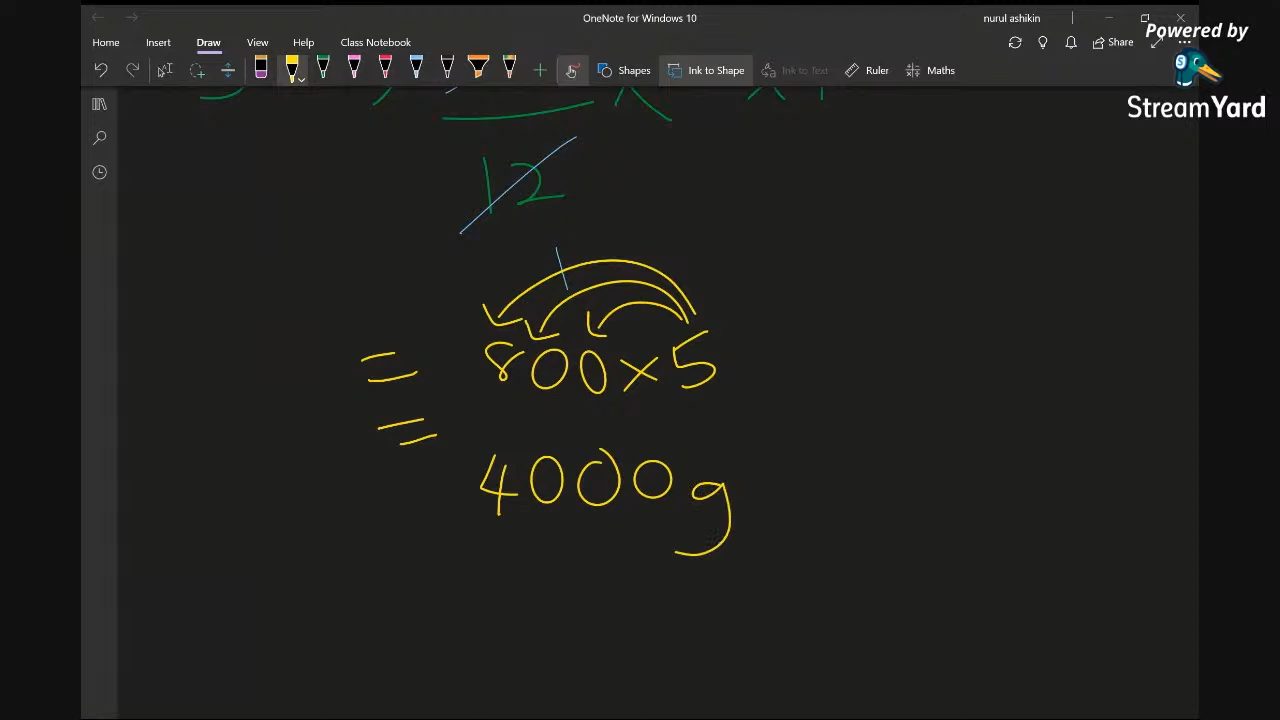 OneNote for Windows 10
nurul ashikin
Powered by
StreamYard
Home Insert Draw View Help Class Notebook
Share
Shapes Ink to Shape Ink to Text Ruler Maths
12
= 800×5
= 4000g